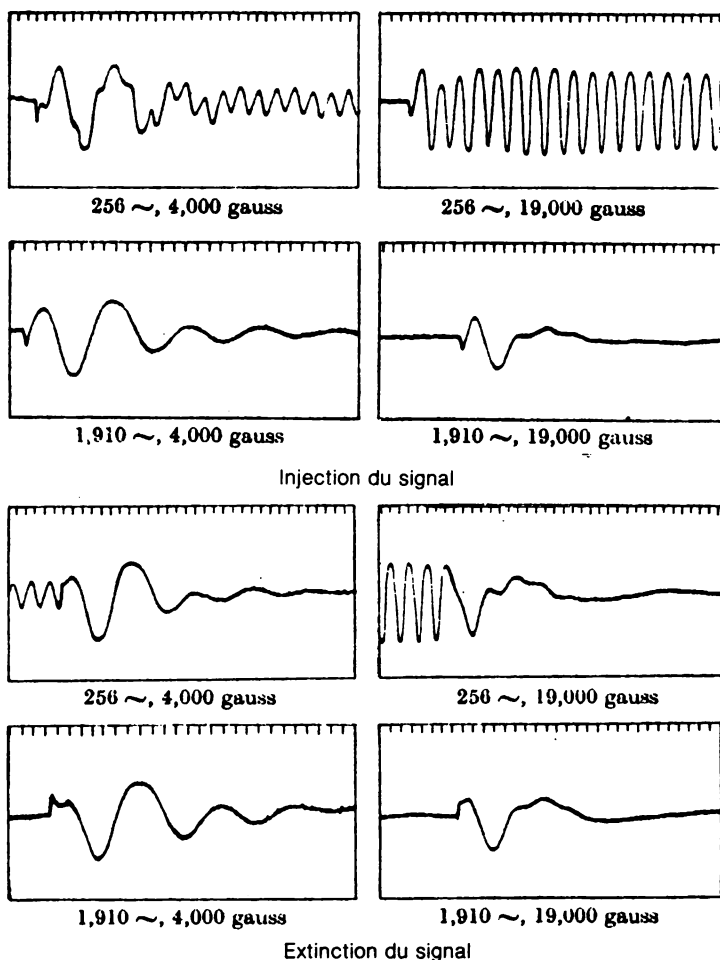 256 ~, 4,000 gauss
256 ~, 19,000 gauss
1,910 ~, 4,000 gauss
1,910 ~, 19,000 gauss
Injection du signal
256 ~, 4,000 gauss
256 ~, 19,000 gauss
1,910 ~, 4,000 gauss
1,910 ~, 19,000 gauss
Extinction du signal